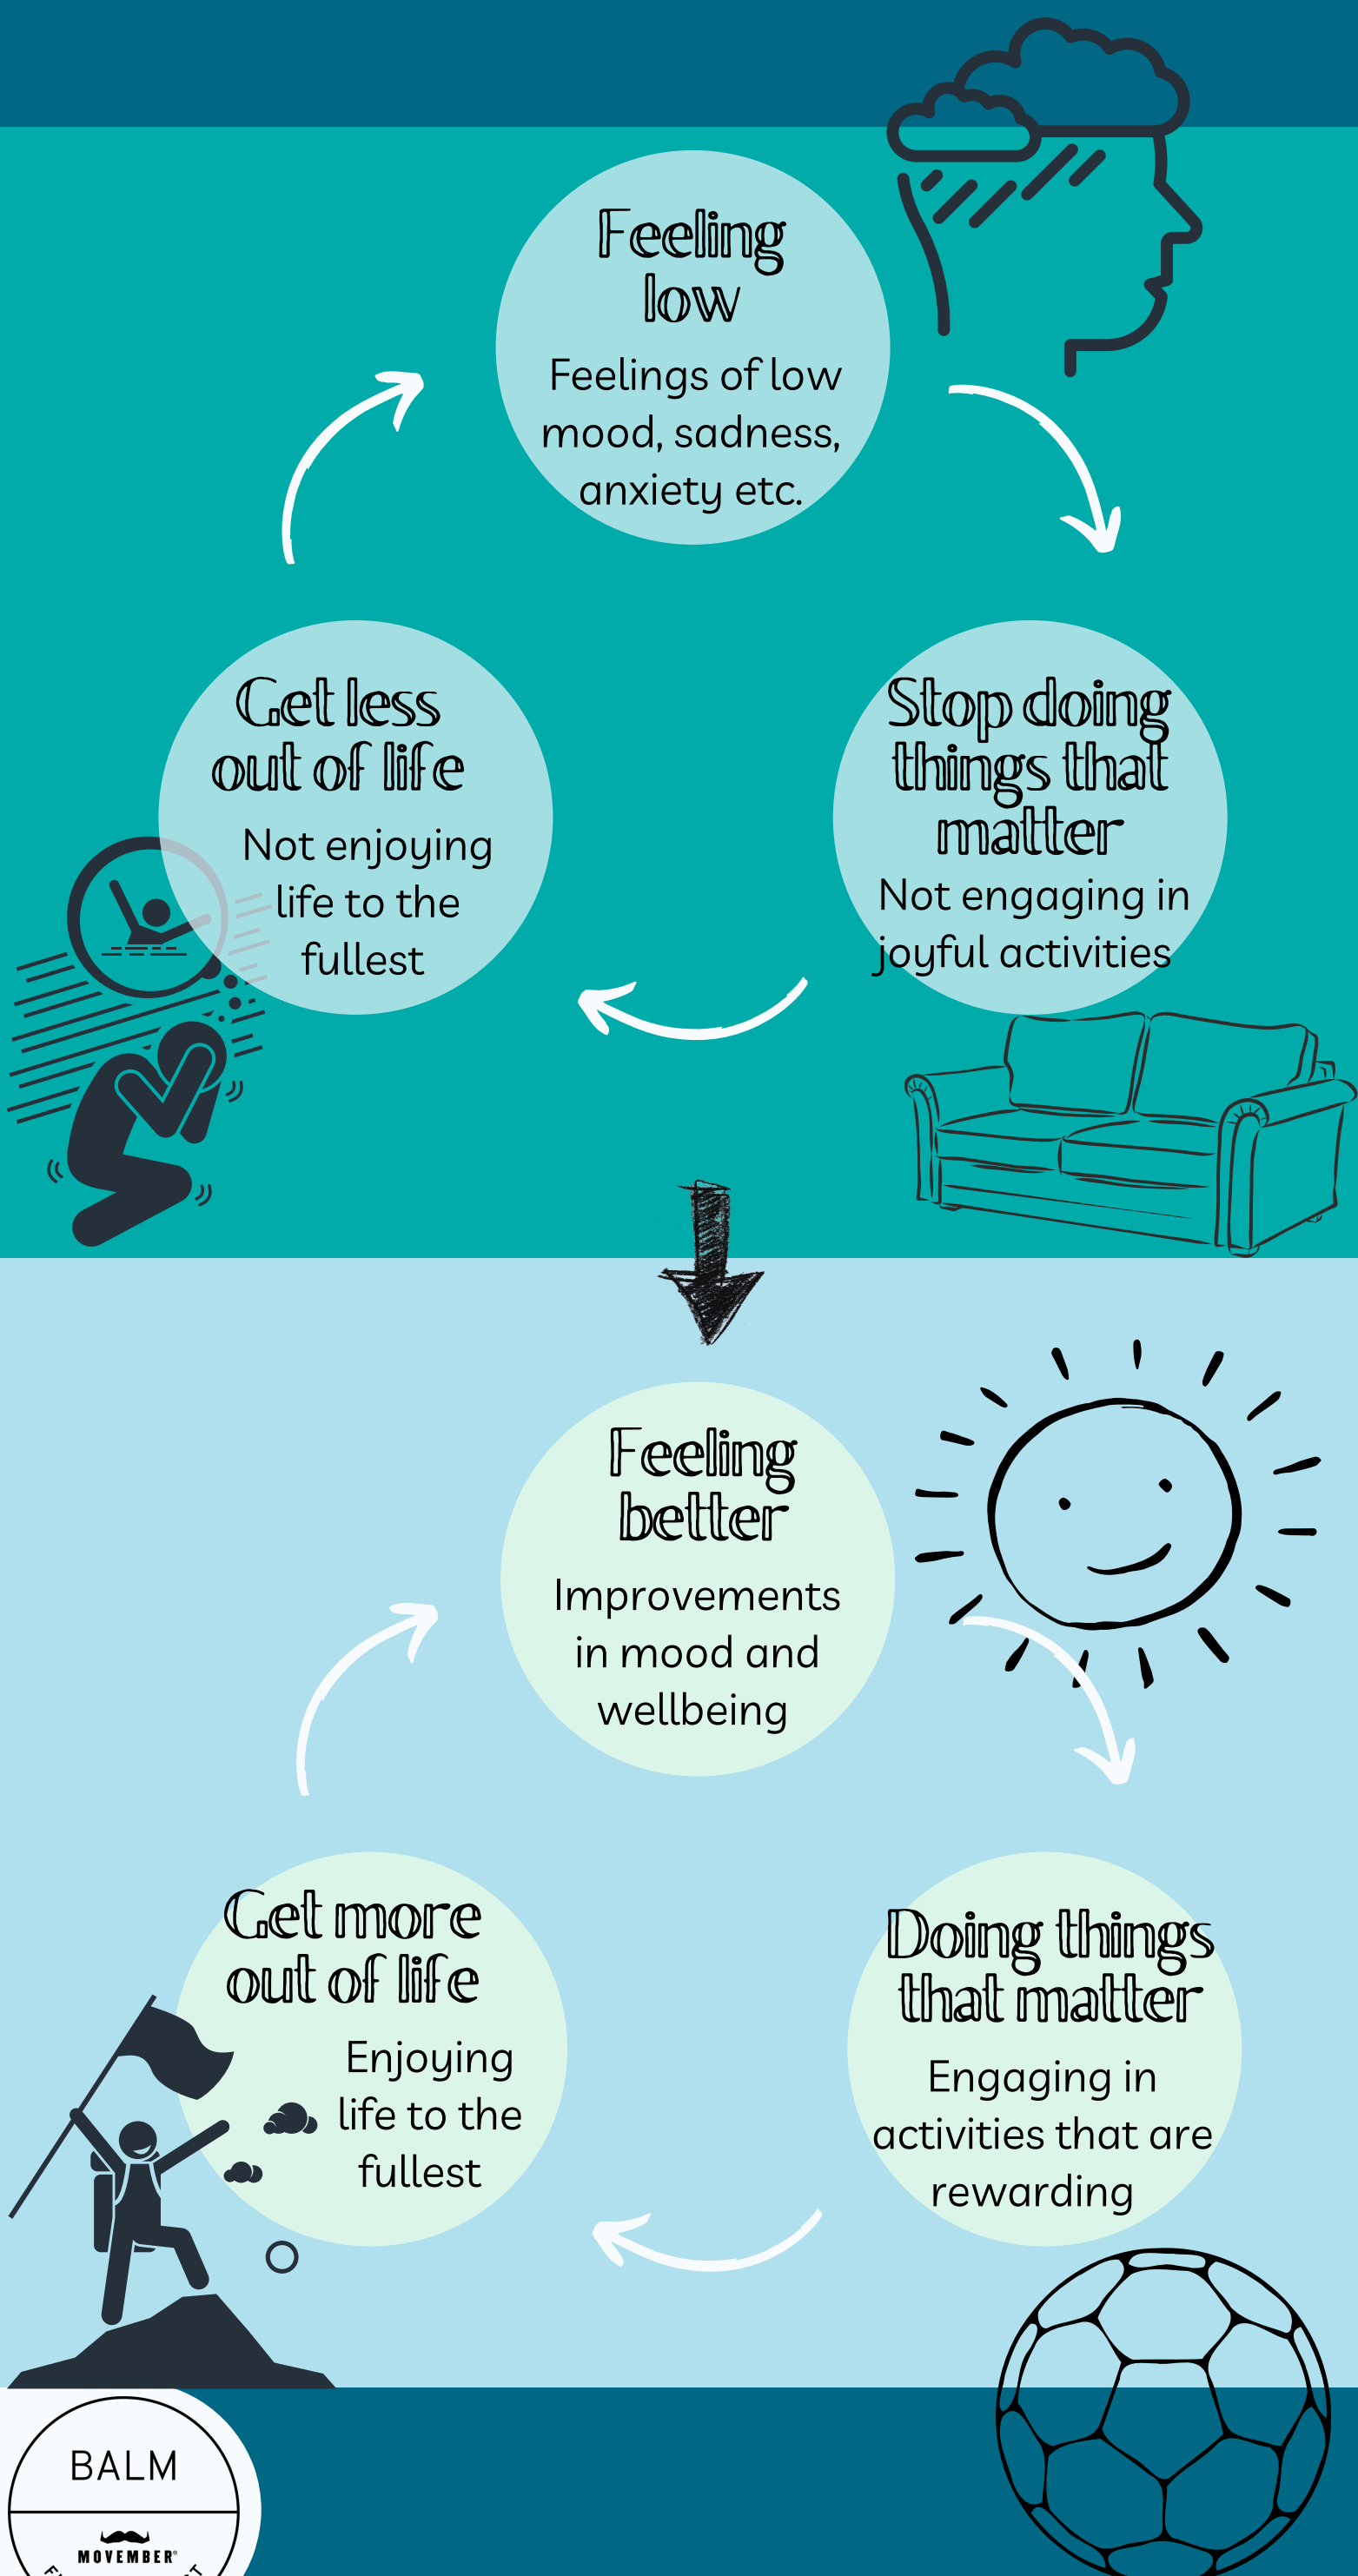 Feeling
low
Feelings of low
mood, sadness,
anxiety etc.
Get less
out of life
Not enjoying
life to the
fullest
Stop doing
things that
matter
Not engaging in
joyful activities
Feeling
better
Improvements
in mood and
wellbeing
Get more
out of life
Enjoying
life to the
fullest
Doing things
that matter
Engaging in
activities that are
rewarding
BALM
MOVEMBER®